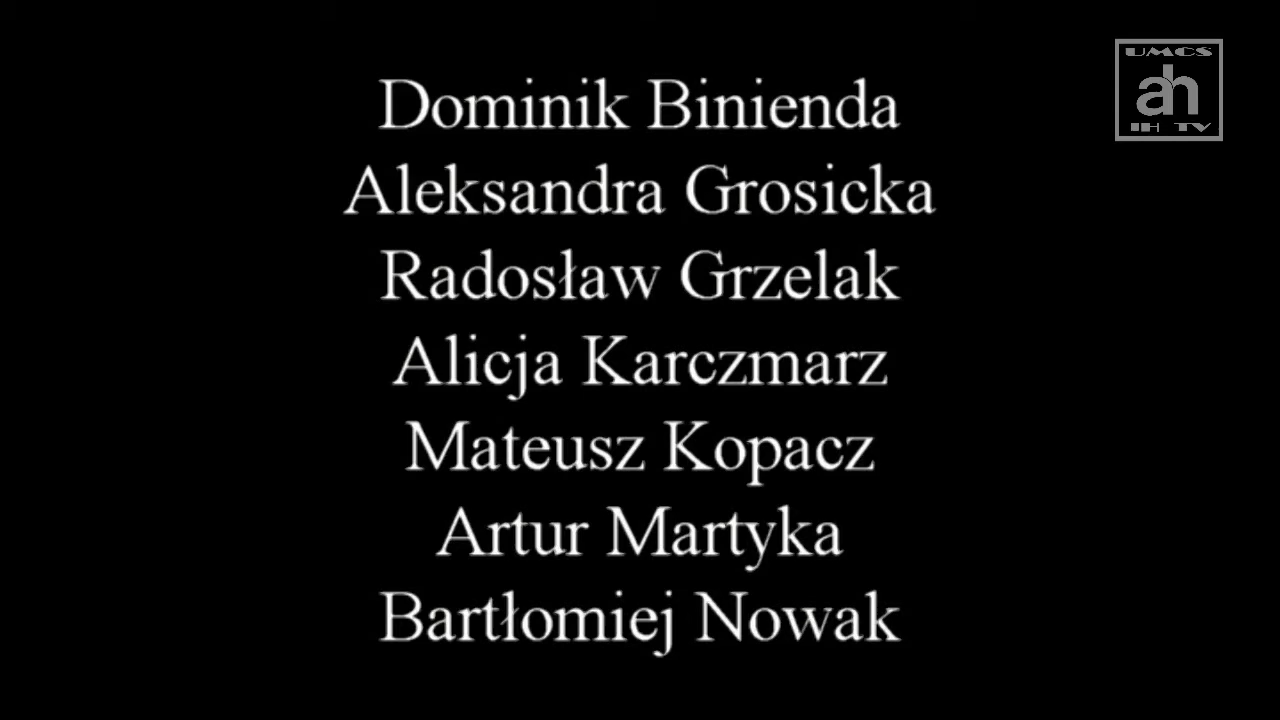 UMCS
ah
IH TV
Dominik Binienda
Aleksandra Grosicka
Radosław Grzelak
Alicja Karczmarz
Mateusz Kopacz
Artur Martyka
Bartłomiej Nowak